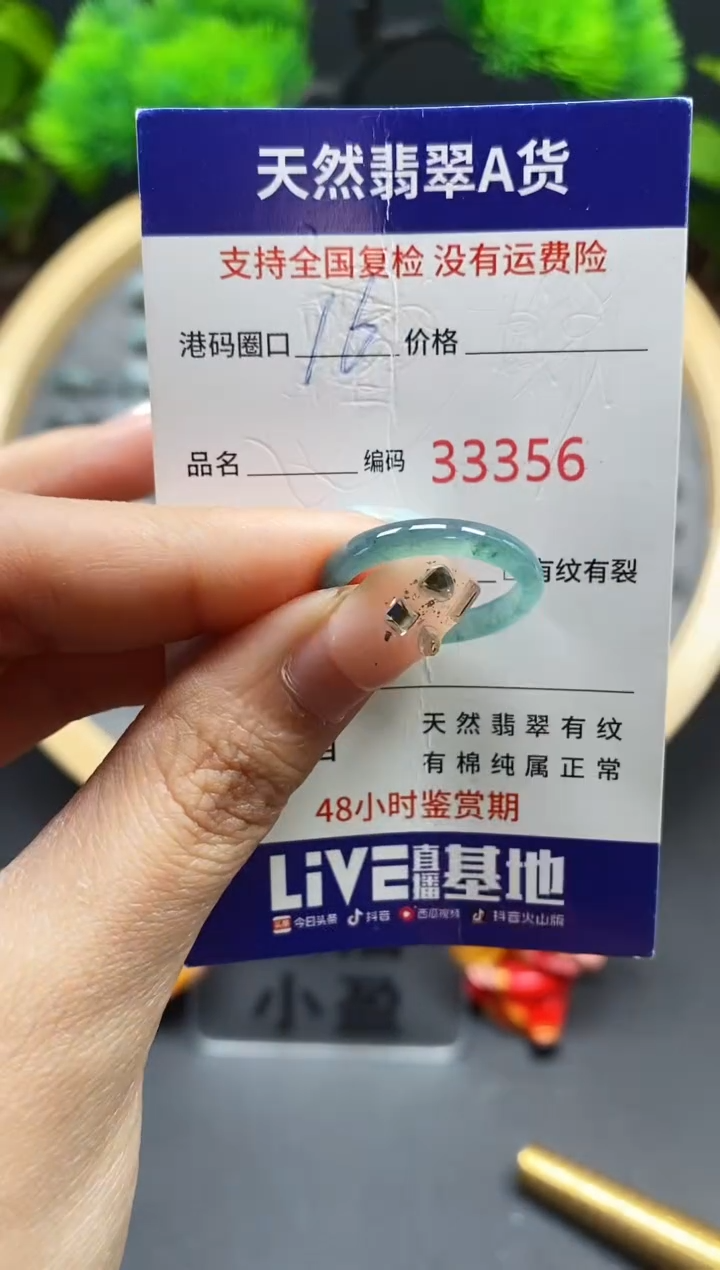 天然翡翠A货
支持全国复检 没有运费险
港码圈口 16 价格
品名 编码 33356
有纹有裂
天然翡翠有纹
有棉纯属正常
48小时鉴赏期
LiVE直播基地
今日头条 抖音 西瓜视频 抖音火山版
小盈